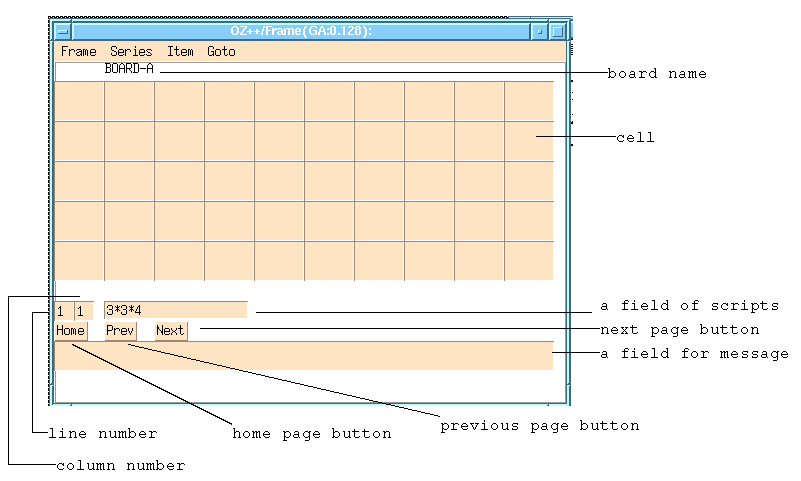 OZ++/Frame(GA:0.128):
Frame Series Item Goto
BOARD-A
board name
cell
1 1 3*3*4
a field of scripts
Home Prev Next
next page button
a field for message
line number
home page button
previous page button
column number